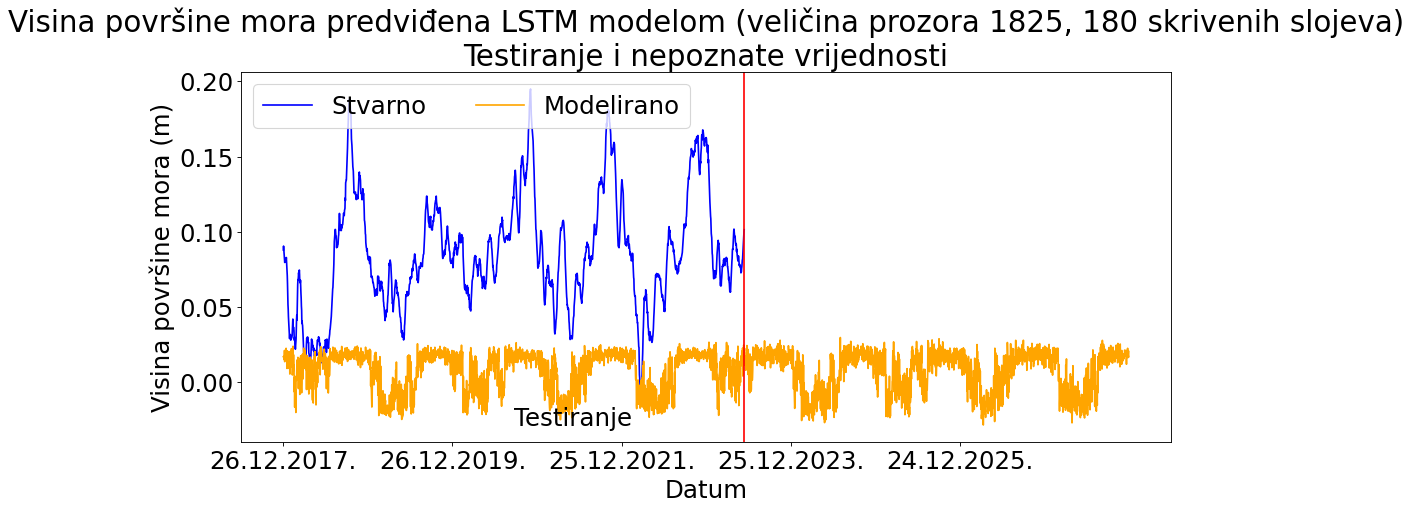 Visina površine mora predviđena LSTM modelom (veličina prozora 1825, 180 skrivenih slojeva)
Testiranje i nepoznate vrijednosti
Stvarno
Modelirano
Visina površine mora (m)
0.20
0.15
0.10
0.05
0.00
Testiranje
26.12.2017.
26.12.2019.
25.12.2021.
25.12.2023.
24.12.2025.
Datum